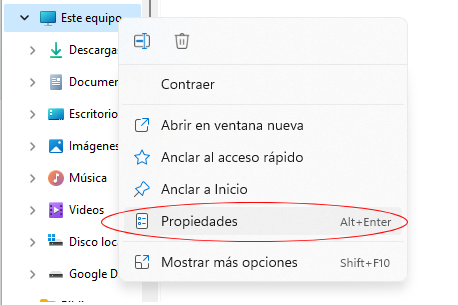 Este equipo
Descargas
Contraer
Documen
Abrir en ventana nueva
Escritorio
Anclar al acceso rápido
Imágenes
Anclar a Inicio
Música
Propiedades Alt+Enter
Videos
Mostrar más opciones Shift+F10
Disco loc
Google D